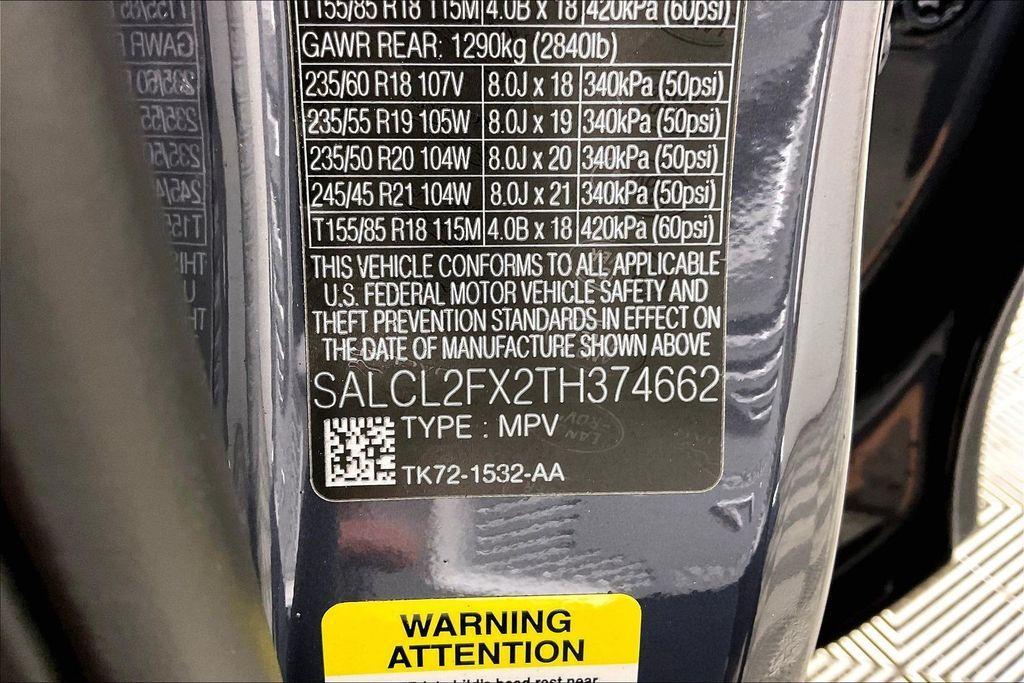 T155/85 R18 115M 4.0B x 18 420kPa (60psi)
GAWR REAR: 1290kg (2840lb)
235/60 R18 107V 8.0J x 18 340kPa (50psi)
235/55 R19 105W 8.0J x 19 340kPa (50psi)
235/50 R20 104W 8.0J x 20 340kPa (50psi)
245/45 R21 104W 8.0J x 21 340kPa (50psi)
T155/85 R18 115M 4.0B x 18 420kPa (60psi)
THIS VEHICLE CONFORMS TO ALL APPLICABLE
U.S. FEDERAL MOTOR VEHICLE SAFETY AND
THEFT PREVENTION STANDARDS IN EFFECT ON
THE DATE OF MANUFACTURE SHOWN ABOVE
SALCL2FX2TH374662
TYPE : MPV
TK72-1532-AA
WARNING
ATTENTION
child's head rest near